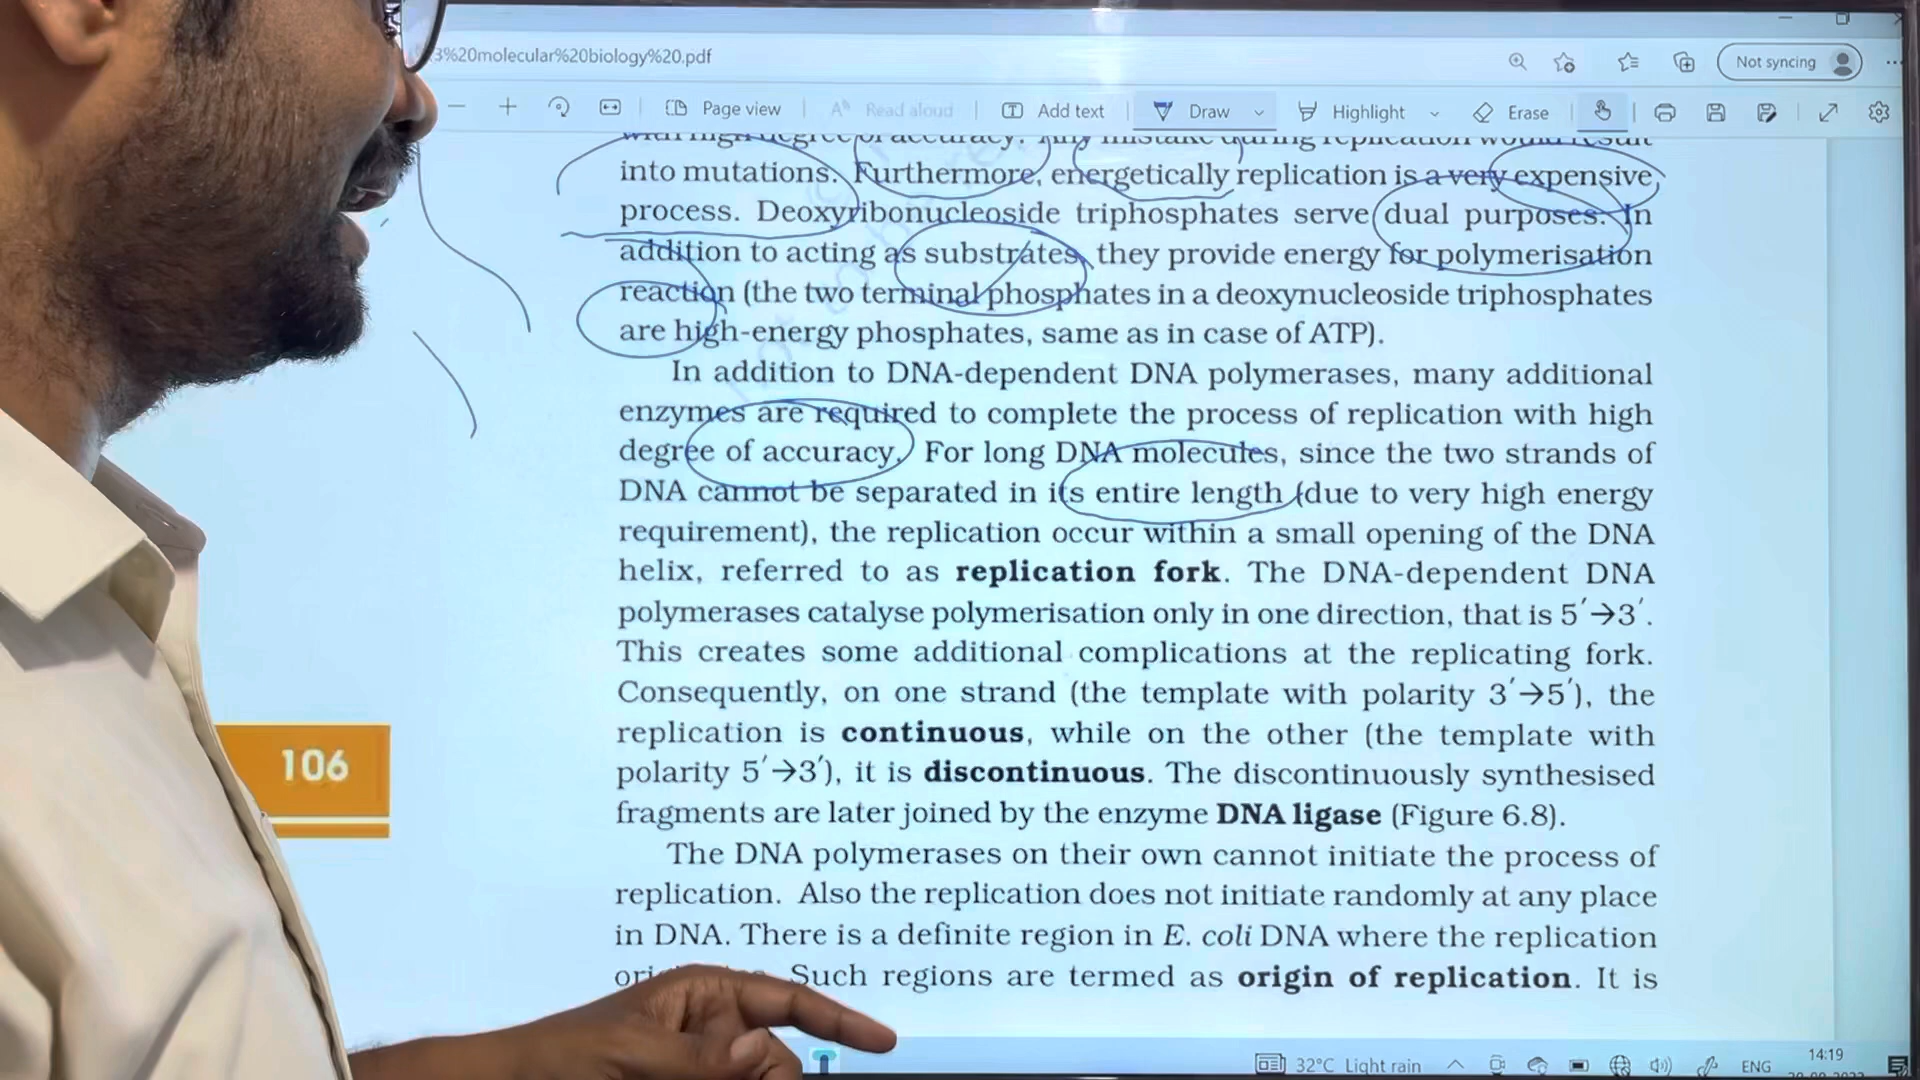 3%20molecular%20biology%20.pdf
Not syncing
Page view
Read aloud
Add text
Draw
Highlight
Erase
with high degree of accuracy. Any mistake during replication would result
into mutations. Furthermore, energetically replication is a very expensive
process. Deoxyribonucleoside triphosphates serve dual purposes. In
addition to acting as substrates, they provide energy for polymerisation
reaction (the two terminal phosphates in a deoxynucleoside triphosphates
are high-energy phosphates, same as in case of ATP).
In addition to DNA-dependent DNA polymerases, many additional
enzymes are required to complete the process of replication with high
degree of accuracy. For long DNA molecules, since the two strands of
DNA cannot be separated in its entire length (due to very high energy
requirement), the replication occur within a small opening of the DNA
helix, referred to as replication fork. The DNA-dependent DNA
polymerases catalyse polymerisation only in one direction, that is 5′→3′.
This creates some additional complications at the replicating fork.
Consequently, on one strand (the template with polarity 3′→5′), the
replication is continuous, while on the other (the template with
polarity 5′→3′), it is discontinuous. The discontinuously synthesised
fragments are later joined by the enzyme DNA ligase (Figure 6.8).
The DNA polymerases on their own cannot initiate the process of
replication. Also the replication does not initiate randomly at any place
in DNA. There is a definite region in E. coli DNA where the replication
Such regions are termed as origin of replication. It is
106
32°C Light rain
ENG
14:19